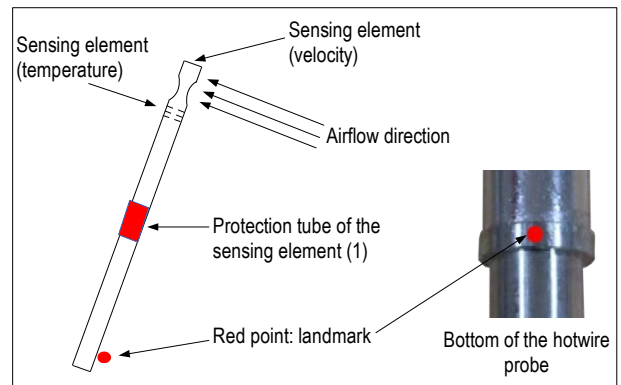 Sensing element
(temperature)
Sensing element
(velocity)
Airflow direction
Protection tube of the
sensing element (1)
Red point: landmark
Bottom of the hotwire
probe